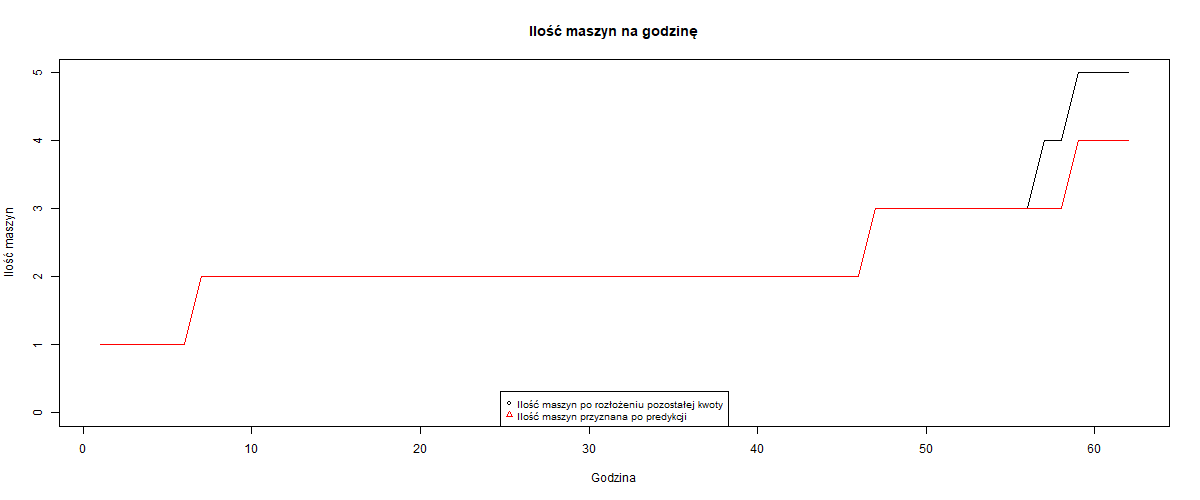 Ilość maszyn na godzinę
Ilość maszyn
5
4
3
2
1
0
Ilość maszyn po rozłożeniu pozostałej kwoty
Ilość maszyn przyznana po predykcji
0 10 20 30 40 50 60
Godzina